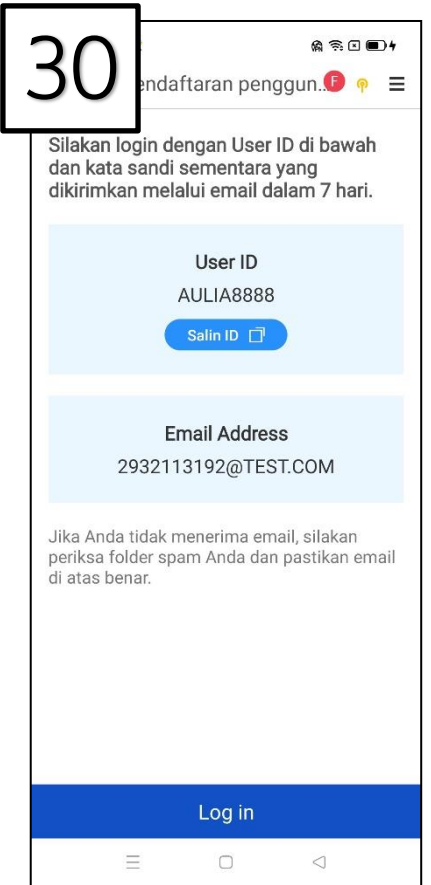 30
endaftaran penggun..
F
Silakan login dengan User ID di bawah
dan kata sandi sementara yang
dikirimkan melalui email dalam 7 hari.
User ID
AULIA8888
Salin ID
Email Address
2932113192@TEST.COM
Jika Anda tidak menerima email, silakan
periksa folder spam Anda dan pastikan email
di atas benar.
Log in